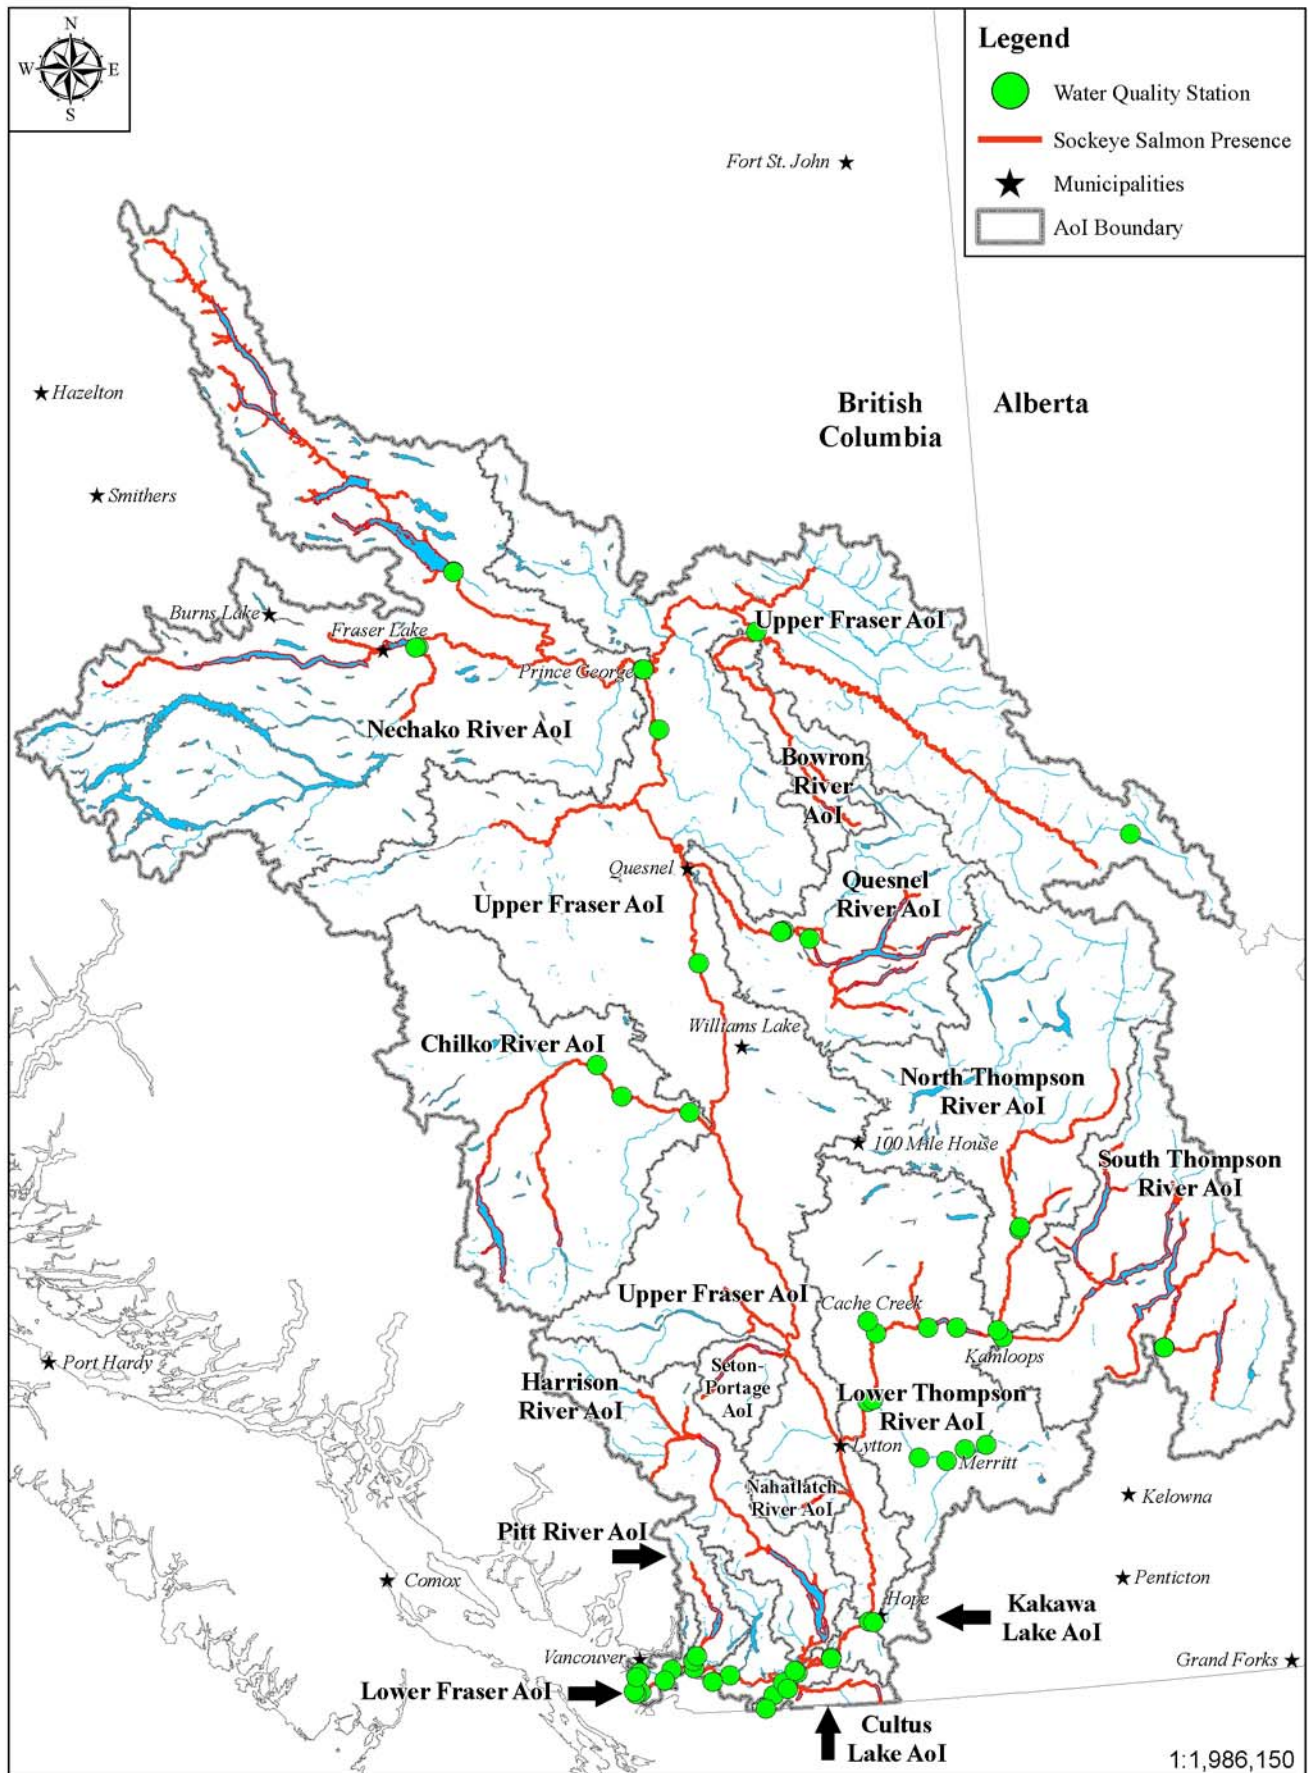 N
W
E
S
Legend
Water Quality Station
Sockeye Salmon Presence
Municipalities
AoI Boundary
Fort St. John
Hazelton
British
Columbia
Alberta
Smithers
Burns Lake
Fraser Lake
Upper Fraser AoI
Prince George
Nechako River AoI
Bowron
River
AoI
Quesnel
Quesnel
River AoI
Upper Fraser AoI
Williams Lake
Chilko River AoI
North Thompson
River AoI
100 Mile House
South Thompson
River AoI
Upper Fraser AoI
Cache Creek
Port Hardy
Kamloops
Seton-
Portage
AoI
Harrison
River AoI
Lower Thompson
River AoI
Lytton
Merritt
Nahatlatch
River AoI
Kelowna
Pitt River AoI
Comox
Penticton
Hope
Kakawa
Lake AoI
Vancouver
Grand Forks
Lower Fraser AoI
Cultus
Lake AoI
1:1,986,150